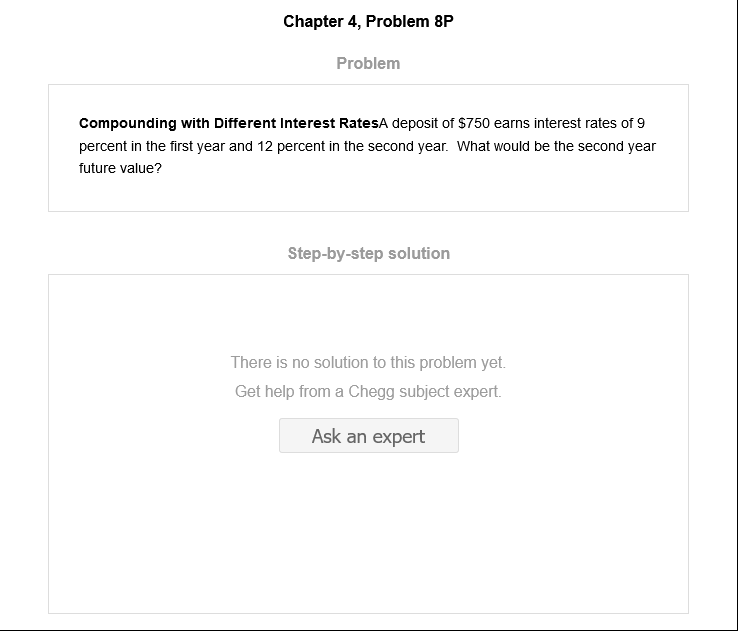 Chapter 4, Problem 8P
Problem
Compounding with Different Interest RatesA deposit of $750 earns interest rates of 9
percent in the first year and 12 percent in the second year.  What would be the second year
future value?
Step-by-step solution
There is no solution to this problem yet.
Get help from a Chegg subject expert.
Ask an expert